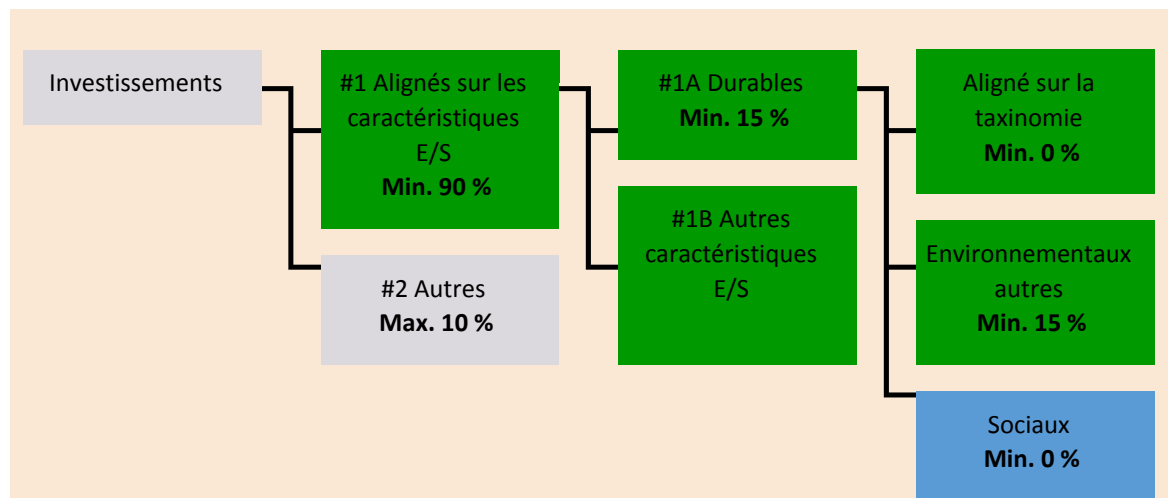 Investissements
#1 Alignés sur les
caractéristiques
E/S
Min. 90 %
#2 Autres
Max. 10 %
#1A Durables
Min. 15 %
#1B Autres
caractéristiques
E/S
Aligné sur la
taxinomie
Min. 0 %
Environnementaux
autres
Min. 15 %
Sociaux
Min. 0 %